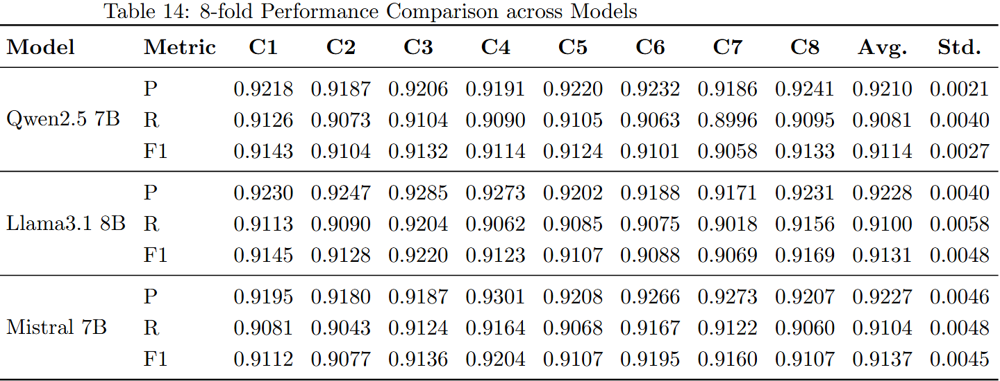 Table 14: 8-fold Performance Comparison across Models
Model Metric C1 C2 C3 C4 C5 C6 C7 C8 Avg. Std.
P 0.9218 0.9187 0.9206 0.9191 0.9220 0.9232 0.9186 0.9241 0.9210 0.0021
Qwen2.5 7B R 0.9126 0.9073 0.9104 0.9090 0.9105 0.9063 0.8996 0.9095 0.9081 0.0040
F1 0.9143 0.9104 0.9132 0.9114 0.9124 0.9101 0.9058 0.9133 0.9114 0.0027
P 0.9230 0.9247 0.9285 0.9273 0.9202 0.9188 0.9171 0.9231 0.9228 0.0040
Llama3.1 8B R 0.9113 0.9090 0.9204 0.9062 0.9085 0.9075 0.9018 0.9156 0.9100 0.0058
F1 0.9145 0.9128 0.9220 0.9123 0.9107 0.9088 0.9069 0.9169 0.9131 0.0048
P 0.9195 0.9180 0.9187 0.9301 0.9208 0.9266 0.9273 0.9207 0.9227 0.0046
Mistral 7B R 0.9081 0.9043 0.9124 0.9164 0.9068 0.9167 0.9122 0.9060 0.9104 0.0048
F1 0.9112 0.9077 0.9136 0.9204 0.9107 0.9195 0.9160 0.9107 0.9137 0.0045